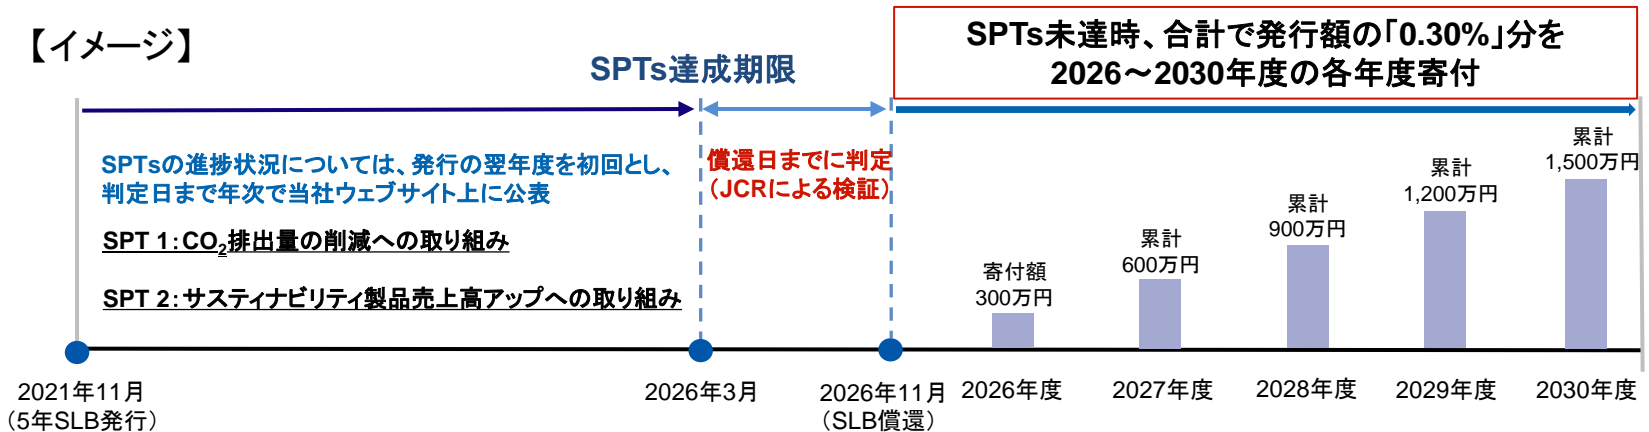 【イメージ】
SPTs達成期限
SPTs未達時、合計で発行額の「0.30%」分を
2026～2030年度の各年度寄付
SPTsの進捗状況については、発行の翌年度を初回とし、
判定日まで年次で当社ウェブサイト上に公表
SPT 1：CO₂排出量の削減への取り組み
SPT 2：サスティナビリティ製品売上高アップへの取り組み
償還日までに判定
（JCRによる検証）
寄付額
300万円
累計
600万円
累計
900万円
累計
1,200万円
累計
1,500万円
2021年11月
（5年SLB発行）
2026年3月
2026年11月
（SLB償還）
2026年度
2027年度
2028年度
2029年度
2030年度